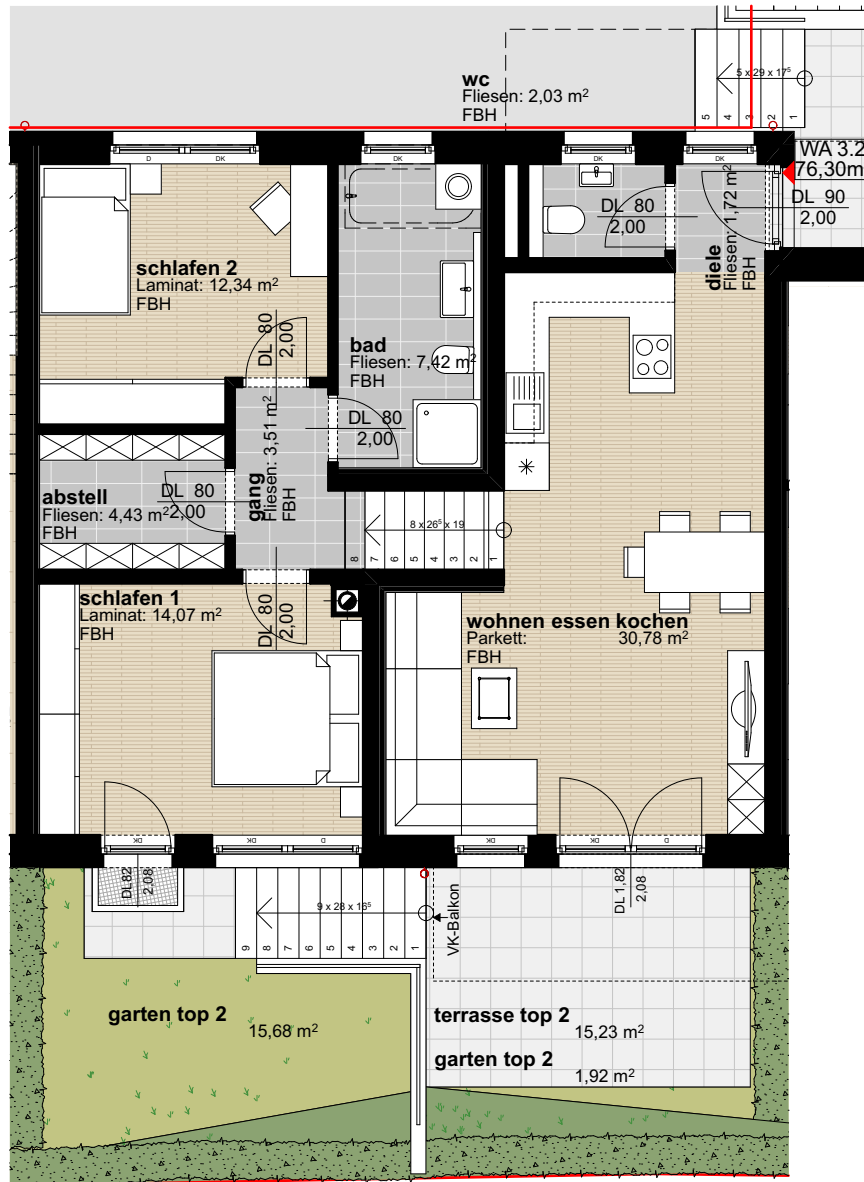 wc
Fliesen: 2,03 m²
FBH
5 x 29 x 17⁵
5 4 3 2 1
D
DK
DK
DK
DK
WA 3.2
76,30m
DL 90
2,00
DL 80
2,00
diele
Fliesen: 1,72 m²
FBH
schlafen 2
Laminat: 12,34 m²
FBH
DL 80
2,00
bad
Fliesen: 7,42 m²
FBH
DL 80
2,00
gang
Fliesen: 3,51 m²
FBH
abstell
Fliesen: 4,43 m²
FBH
DL 80
2,00
8 x 26⁵ x 19
8 7 6 5 4 3 2 1
schlafen 1
Laminat: 14,07 m²
FBH
DL 80
2,00
wohnen essen kochen
Parkett: 30,78 m²
FBH
DK
DK
D
DK
DK
D
DL82
2,08
9 x 28 x 16⁵
9 8 7 6 5 4 3 2 1
VK-Balkon
DL 1,82
2,08
garten top 2
15,68 m²
terrasse top 2
15,23 m²
garten top 2
1,92 m²